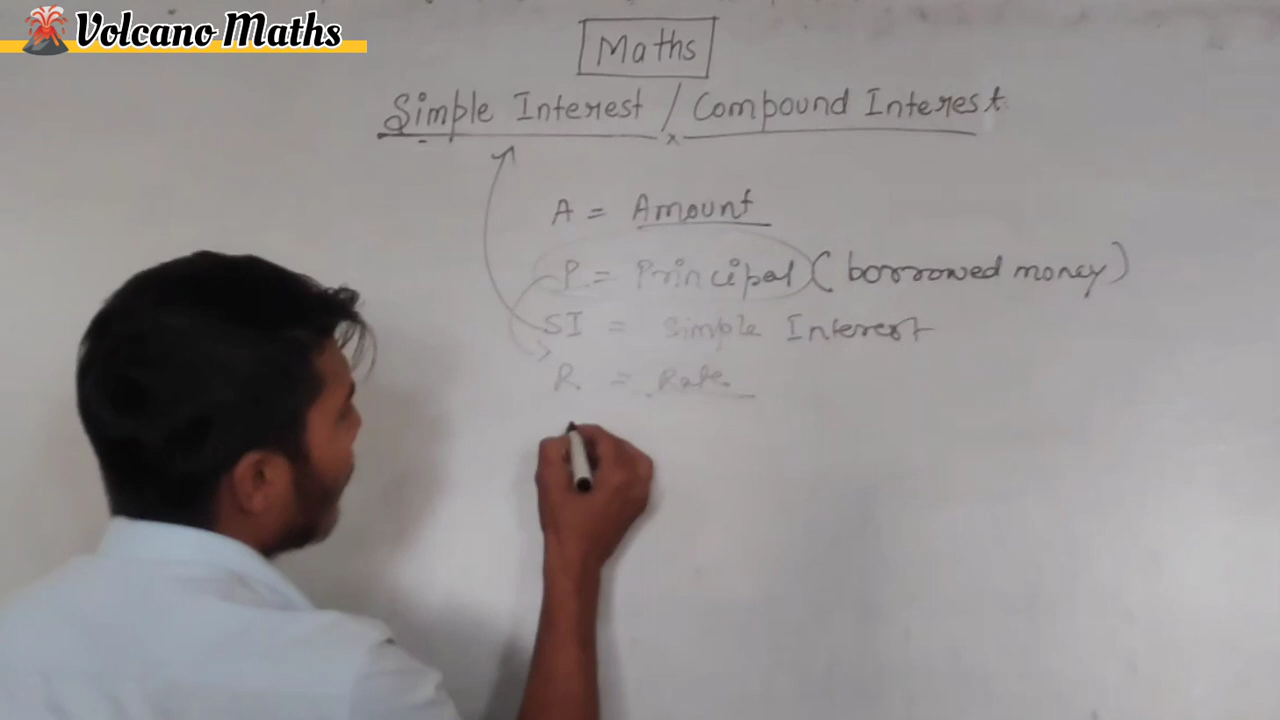 Volcano Maths
Maths
Simple Interest / Compound Interest
A = Amount
P = Principal (borrowed money)
SI = Simple Interest
R = Rate